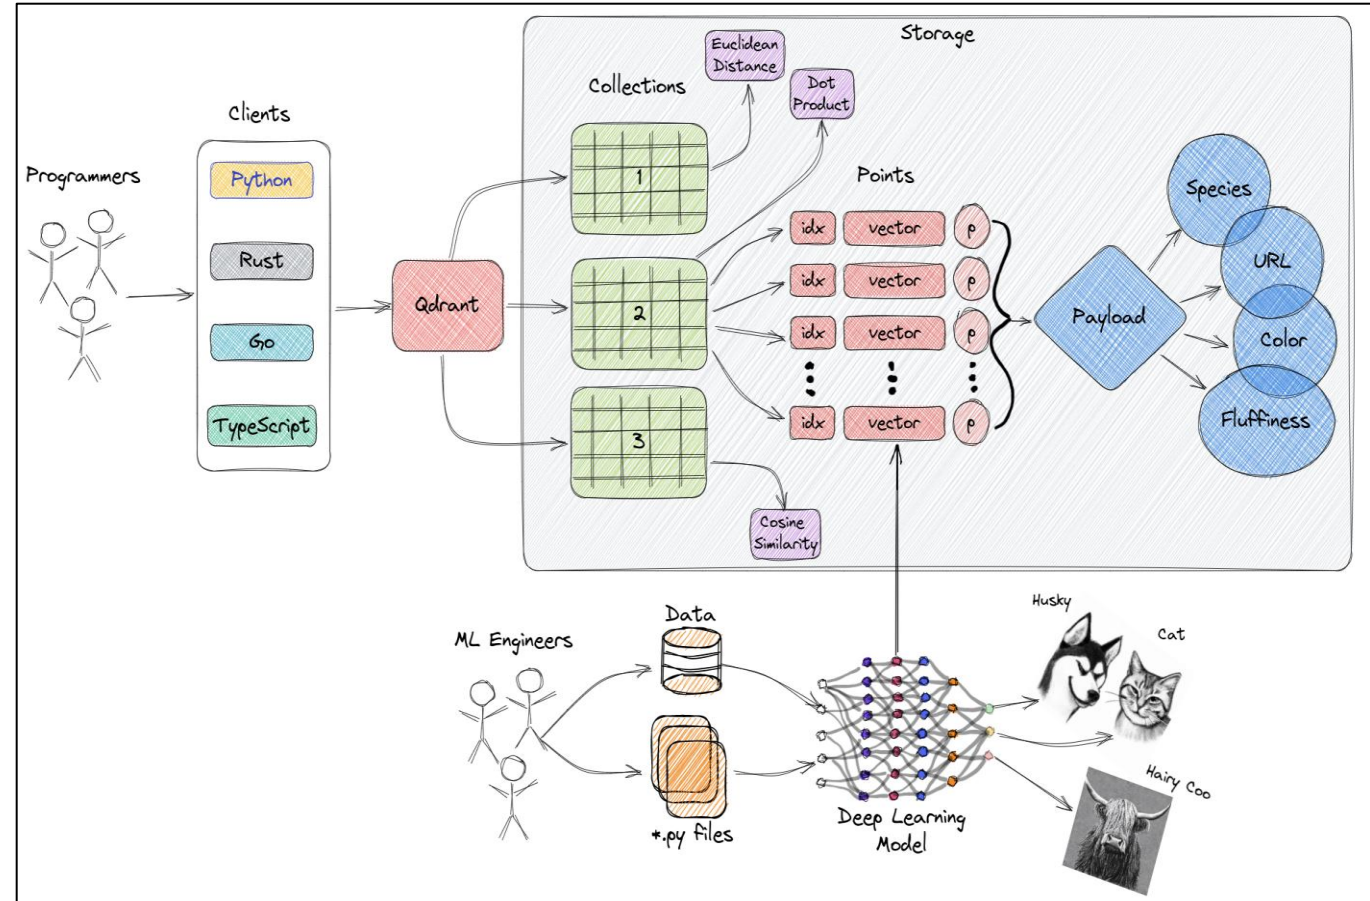 Storage
Euclidean
Distance
Collections
Dot
Product
Clients
Programmers
Python
Rust
Go
TypeScript
Qdrant
1
2
3
Points
idx vector p
idx vector p
idx vector p
idx vector p
Payload
Species
URL
Color
Fluffiness
Cosine
Similarity
ML Engineers
Data
*.py files
Deep Learning
Model
Husky
Cat
Hairy Coo